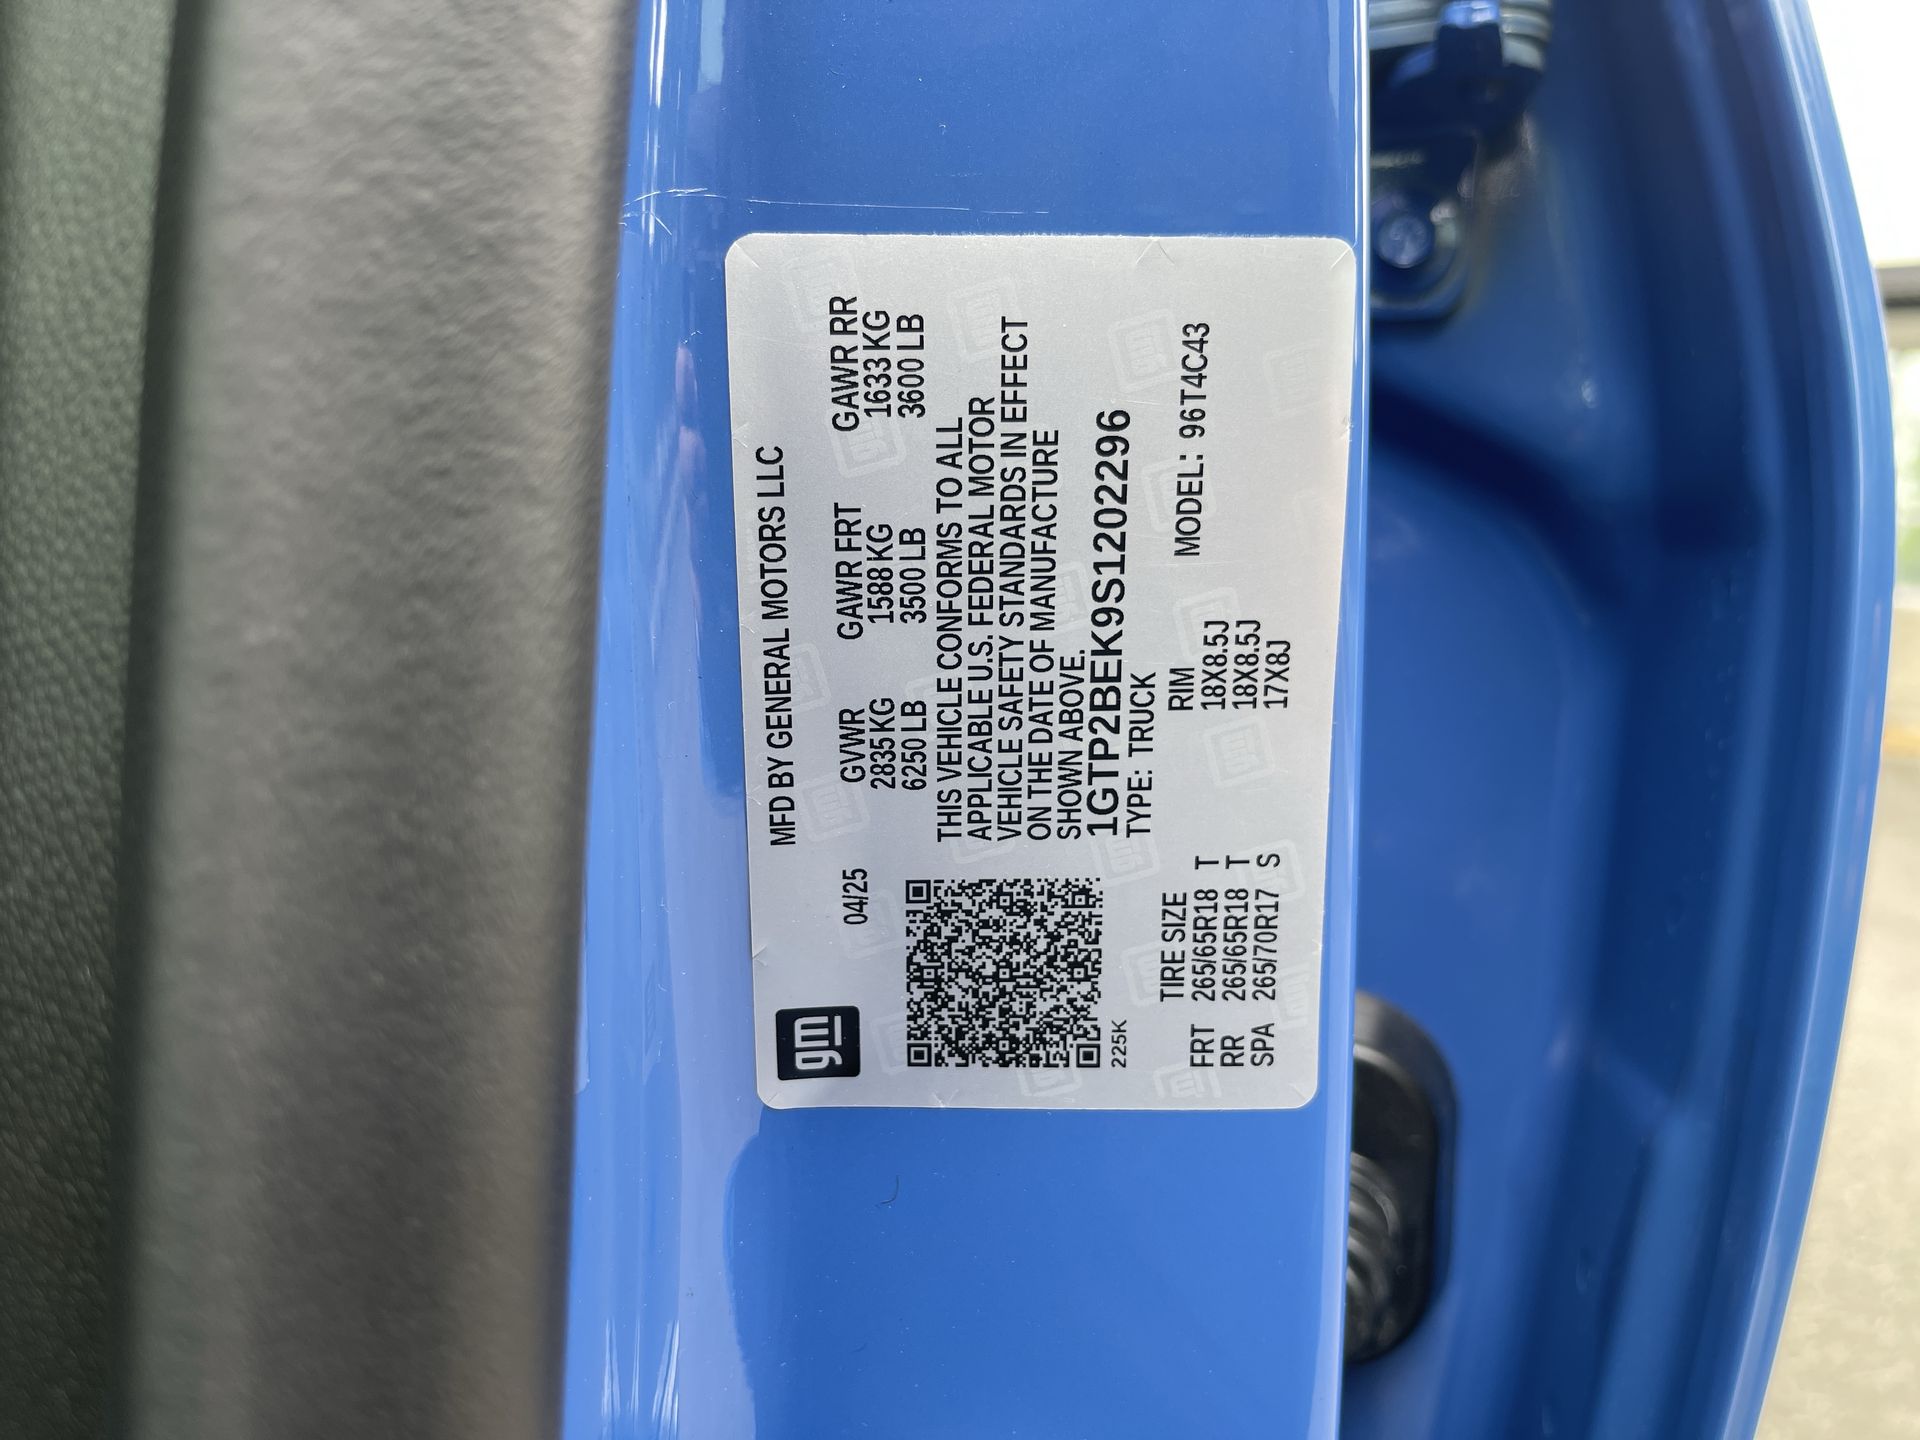 gm
MFD BY GENERAL MOTORS LLC
04/25
GVWR GAWR FRT GAWR RR
2835 KG 1588 KG 1633 KG
6250 LB 3500 LB 3600 LB
THIS VEHICLE CONFORMS TO ALL
APPLICABLE U.S. FEDERAL MOTOR
VEHICLE SAFETY STANDARDS IN EFFECT
ON THE DATE OF MANUFACTURE
SHOWN ABOVE.
1GTP2BEK9S1202296
225K
TYPE: TRUCK
TIRE SIZE RIM MODEL: 96T4C43
FRT 265/65R18 T 18X8.5J
RR 265/65R18 T 18X8.5J
SPA 265/70R17 S 17X8J